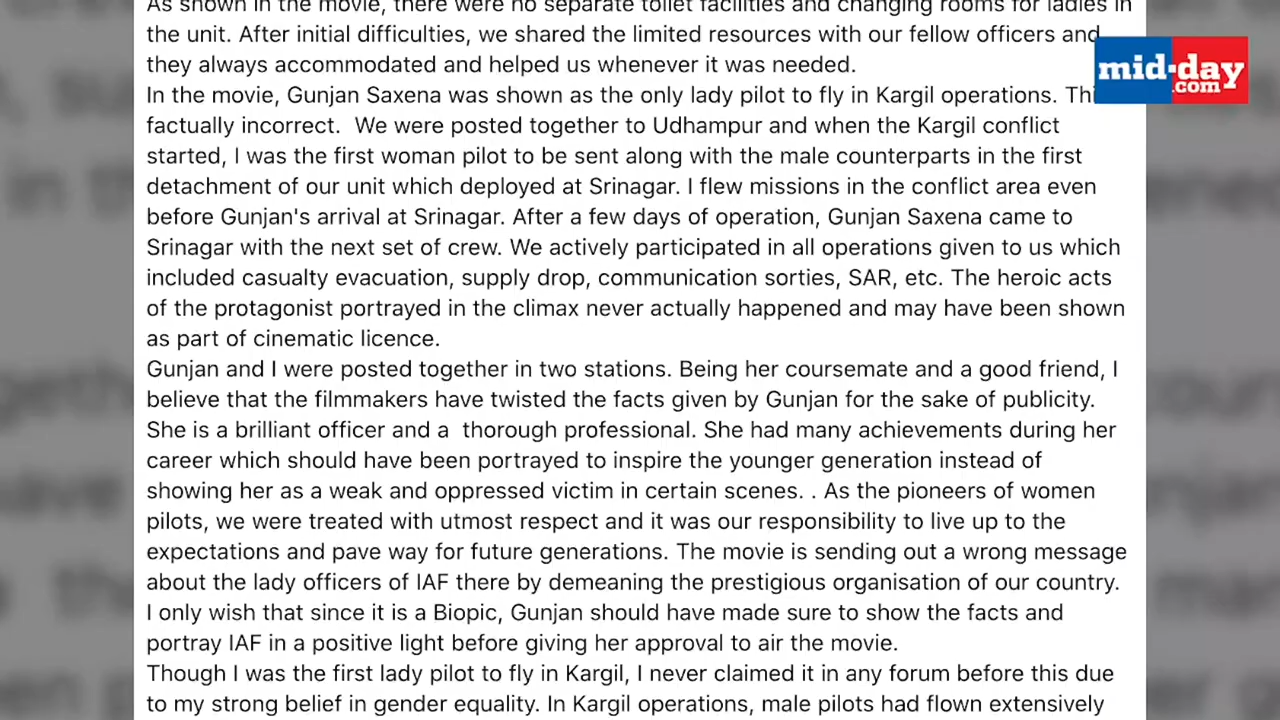 As shown in the movie, there were no separate toilet facilities and changing rooms for ladies in
the unit. After initial difficulties, we shared the limited resources with our fellow officers and
they always accommodated and helped us whenever it was needed.
In the movie, Gunjan Saxena was shown as the only lady pilot to fly in Kargil operations.
factually incorrect.  We were posted together to Udhampur and when the Kargil conflict
started, I was the first woman pilot to be sent along with the male counterparts in the first
detachment of our unit which deployed at Srinagar. I flew missions in the conflict area even
before Gunjan's arrival at Srinagar. After a few days of operation, Gunjan Saxena came to
Srinagar with the next set of crew. We actively participated in all operations given to us which
included casualty evacuation, supply drop, communication sorties, SAR, etc. The heroic acts
of the protagonist portrayed in the climax never actually happened and may have been shown
as part of cinematic licence.
Gunjan and I were posted together in two stations. Being her coursemate and a good friend, I
believe that the filmmakers have twisted the facts given by Gunjan for the sake of publicity.
She is a brilliant officer and a  thorough professional. She had many achievements during her
career which should have been portrayed to inspire the younger generation instead of
showing her as a weak and oppressed victim in certain scenes. . As the pioneers of women
pilots, we were treated with utmost respect and it was our responsibility to live up to the
expectations and pave way for future generations. The movie is sending out a wrong message
about the lady officers of IAF there by demeaning the prestigious organisation of our country.
I only wish that since it is a Biopic, Gunjan should have made sure to show the facts and
portray IAF in a positive light before giving her approval to air the movie.
Though I was the first lady pilot to fly in Kargil, I never claimed it in any forum before this due
to my strong belief in gender equality. In Kargil operations, male pilots had flown extensively
mid-day
.com